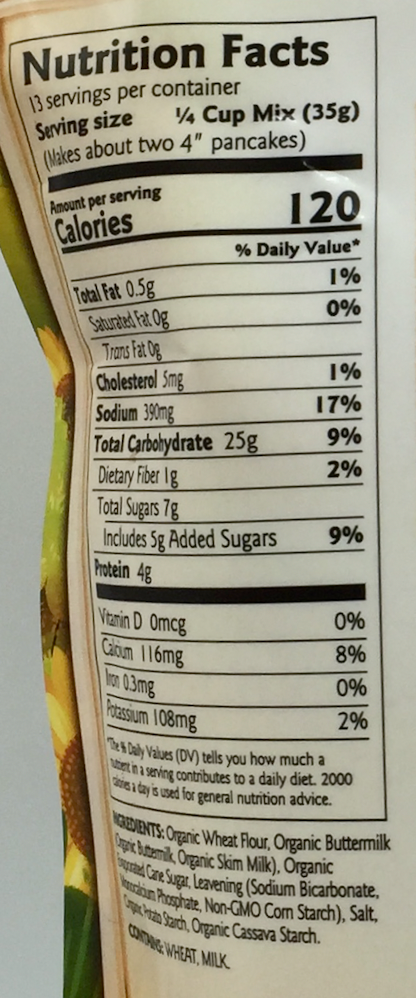 Nutrition Facts
13 servings per container
Serving size 1/4 Cup Mix (35g)
(Makes about two 4" pancakes)
Amount per serving
Calories 120
% Daily Value*
Total Fat 0.5g 1%
Saturated Fat 0g 0%
Trans Fat 0g
Cholesterol 5mg 1%
Sodium 390mg 17%
Total Carbohydrate 25g 9%
Dietary Fiber 1g 2%
Total Sugars 7g
Includes 5g Added Sugars 9%
Protein 4g
Vitamin D 0mcg 0%
Calcium 116mg 8%
Iron 0.3mg 0%
Potassium 108mg 2%
*The % Daily Values (DV) tells you how much a
nutrient in a serving contributes to a daily diet. 2000
calories a day is used for general nutrition advice.
INGREDIENTS: Organic Wheat Flour, Organic Buttermilk
(Organic Buttermilk, Organic Skim Milk), Organic
Evaporated Cane Sugar, Leavening (Sodium Bicarbonate,
Monocalcium Phosphate, Non-GMO Corn Starch), Salt,
Organic Potato Starch, Organic Cassava Starch.
CONTAINS: WHEAT, MILK